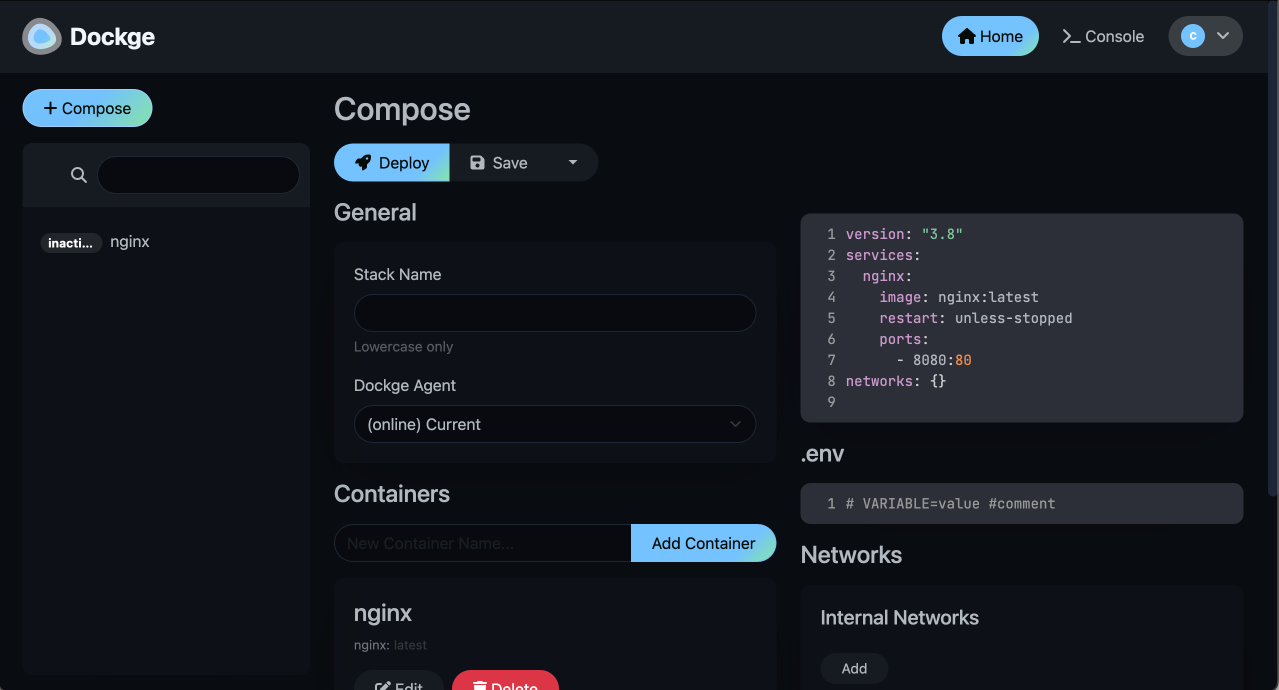 Dockge
Home
Console
C
Compose
inacti... nginx
Compose
Deploy
Save
General
Stack Name
Lowercase only
Dockge Agent
(online) Current
Containers
New Container Name...
Add Container
nginx
nginx: latest
Edit
Delete
1 version: "3.8"
2 services:
3   nginx:
4     image: nginx:latest
5     restart: unless-stopped
6     ports:
7       - 8080:80
8 networks: {}
9
.env
1 # VARIABLE=value #comment
Networks
Internal Networks
Add